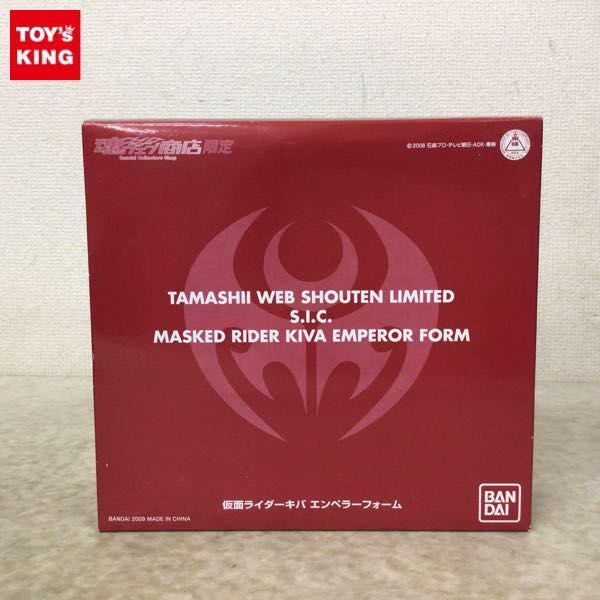 TOY's
KING
魂ウェブ商店限定
Bandai Collectors Shop
©2008 石森プロ・テレビ朝日・ADK・東映
TAMASHII WEB SHOUTEN LIMITED
S.I.C.
MASKED RIDER KIVA EMPEROR FORM
仮面ライダーキバ エンペラーフォーム
BANDAI 2009 MADE IN CHINA
BAN
DAI